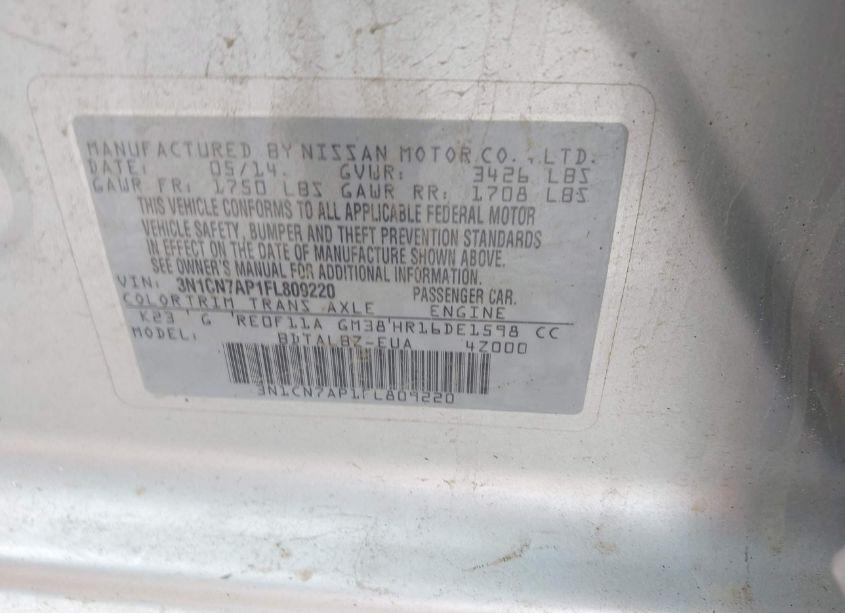 MANUFACTURED BY NISSAN MOTOR CO., LTD.
DATE: 05/14 GVWR: 3426 LBS
GAWR FR: 1750 LBS GAWR RR: 1708 LBS
THIS VEHICLE CONFORMS TO ALL APPLICABLE FEDERAL MOTOR
VEHICLE SAFETY, BUMPER AND THEFT PREVENTION STANDARDS
IN EFFECT ON THE DATE OF MANUFACTURE SHOWN ABOVE.
SEE OWNER'S MANUAL FOR ADDITIONAL INFORMATION.
VIN: 3N1CN7AP1FL809220 PASSENGER CAR.
COLOR TRIM TRANS AXLE ENGINE
K23 G RE0F11A GM38 HR16DE1598 CC
MODEL: BDTALBZ-EUA 4Z000
3N1CN7AP1FL809220